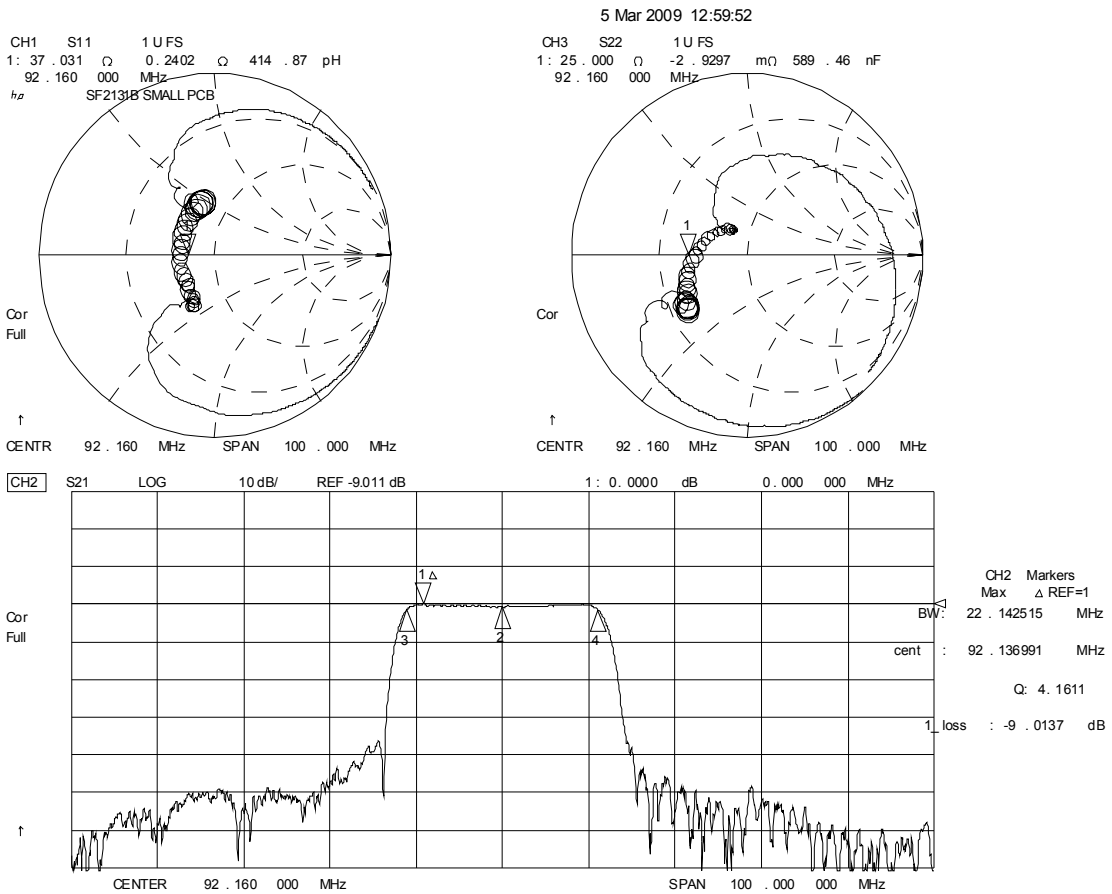 5 Mar 2009 12:59:52
CH1 S11 1 U FS
1: 37 .031 Ω 0.2402 Ω 414 .87 pH
92 . 160 000 MHz
hp SF2131B SMALL PCB
Cor
Full
↑
CENTR 92 . 160 MHz SPAN 100 .000 MHz
CH3 S22 1 U FS
1: 25.000 Ω -2 .9297 mΩ 589 .46 nF
92 . 160 000 MHz
1
Cor
↑
CENTR 92 . 160 MHz SPAN 100 .000 MHz
CH2 S21 LOG 10 dB/ REF -9.011 dB 1 : 0. 0000 dB 0.000 000 MHz
1 Δ
3
2
4
Cor
Full
↑
CH2 Markers
Max Δ REF=1
BW: 22 . 142515 MHz
cent : 92 . 136991 MHz
Q: 4. 1611
1_loss : -9 .0137 dB
CENTER 92 . 160 000 MHz SPAN 100 .000 000 MHz